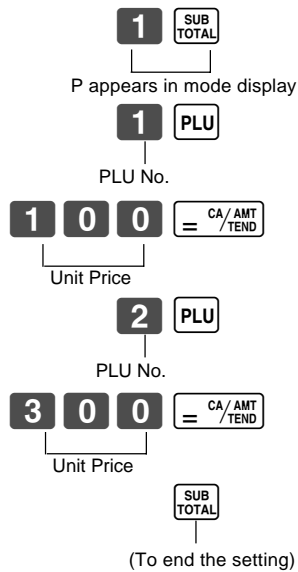 1 SUB TOTAL
P appears in mode display
1 PLU
PLU No.
1 0 0 = CA/AMT TEND
Unit Price
2 PLU
PLU No.
3 0 0 = CA/AMT TEND
Unit Price
SUB TOTAL
(To end the setting)